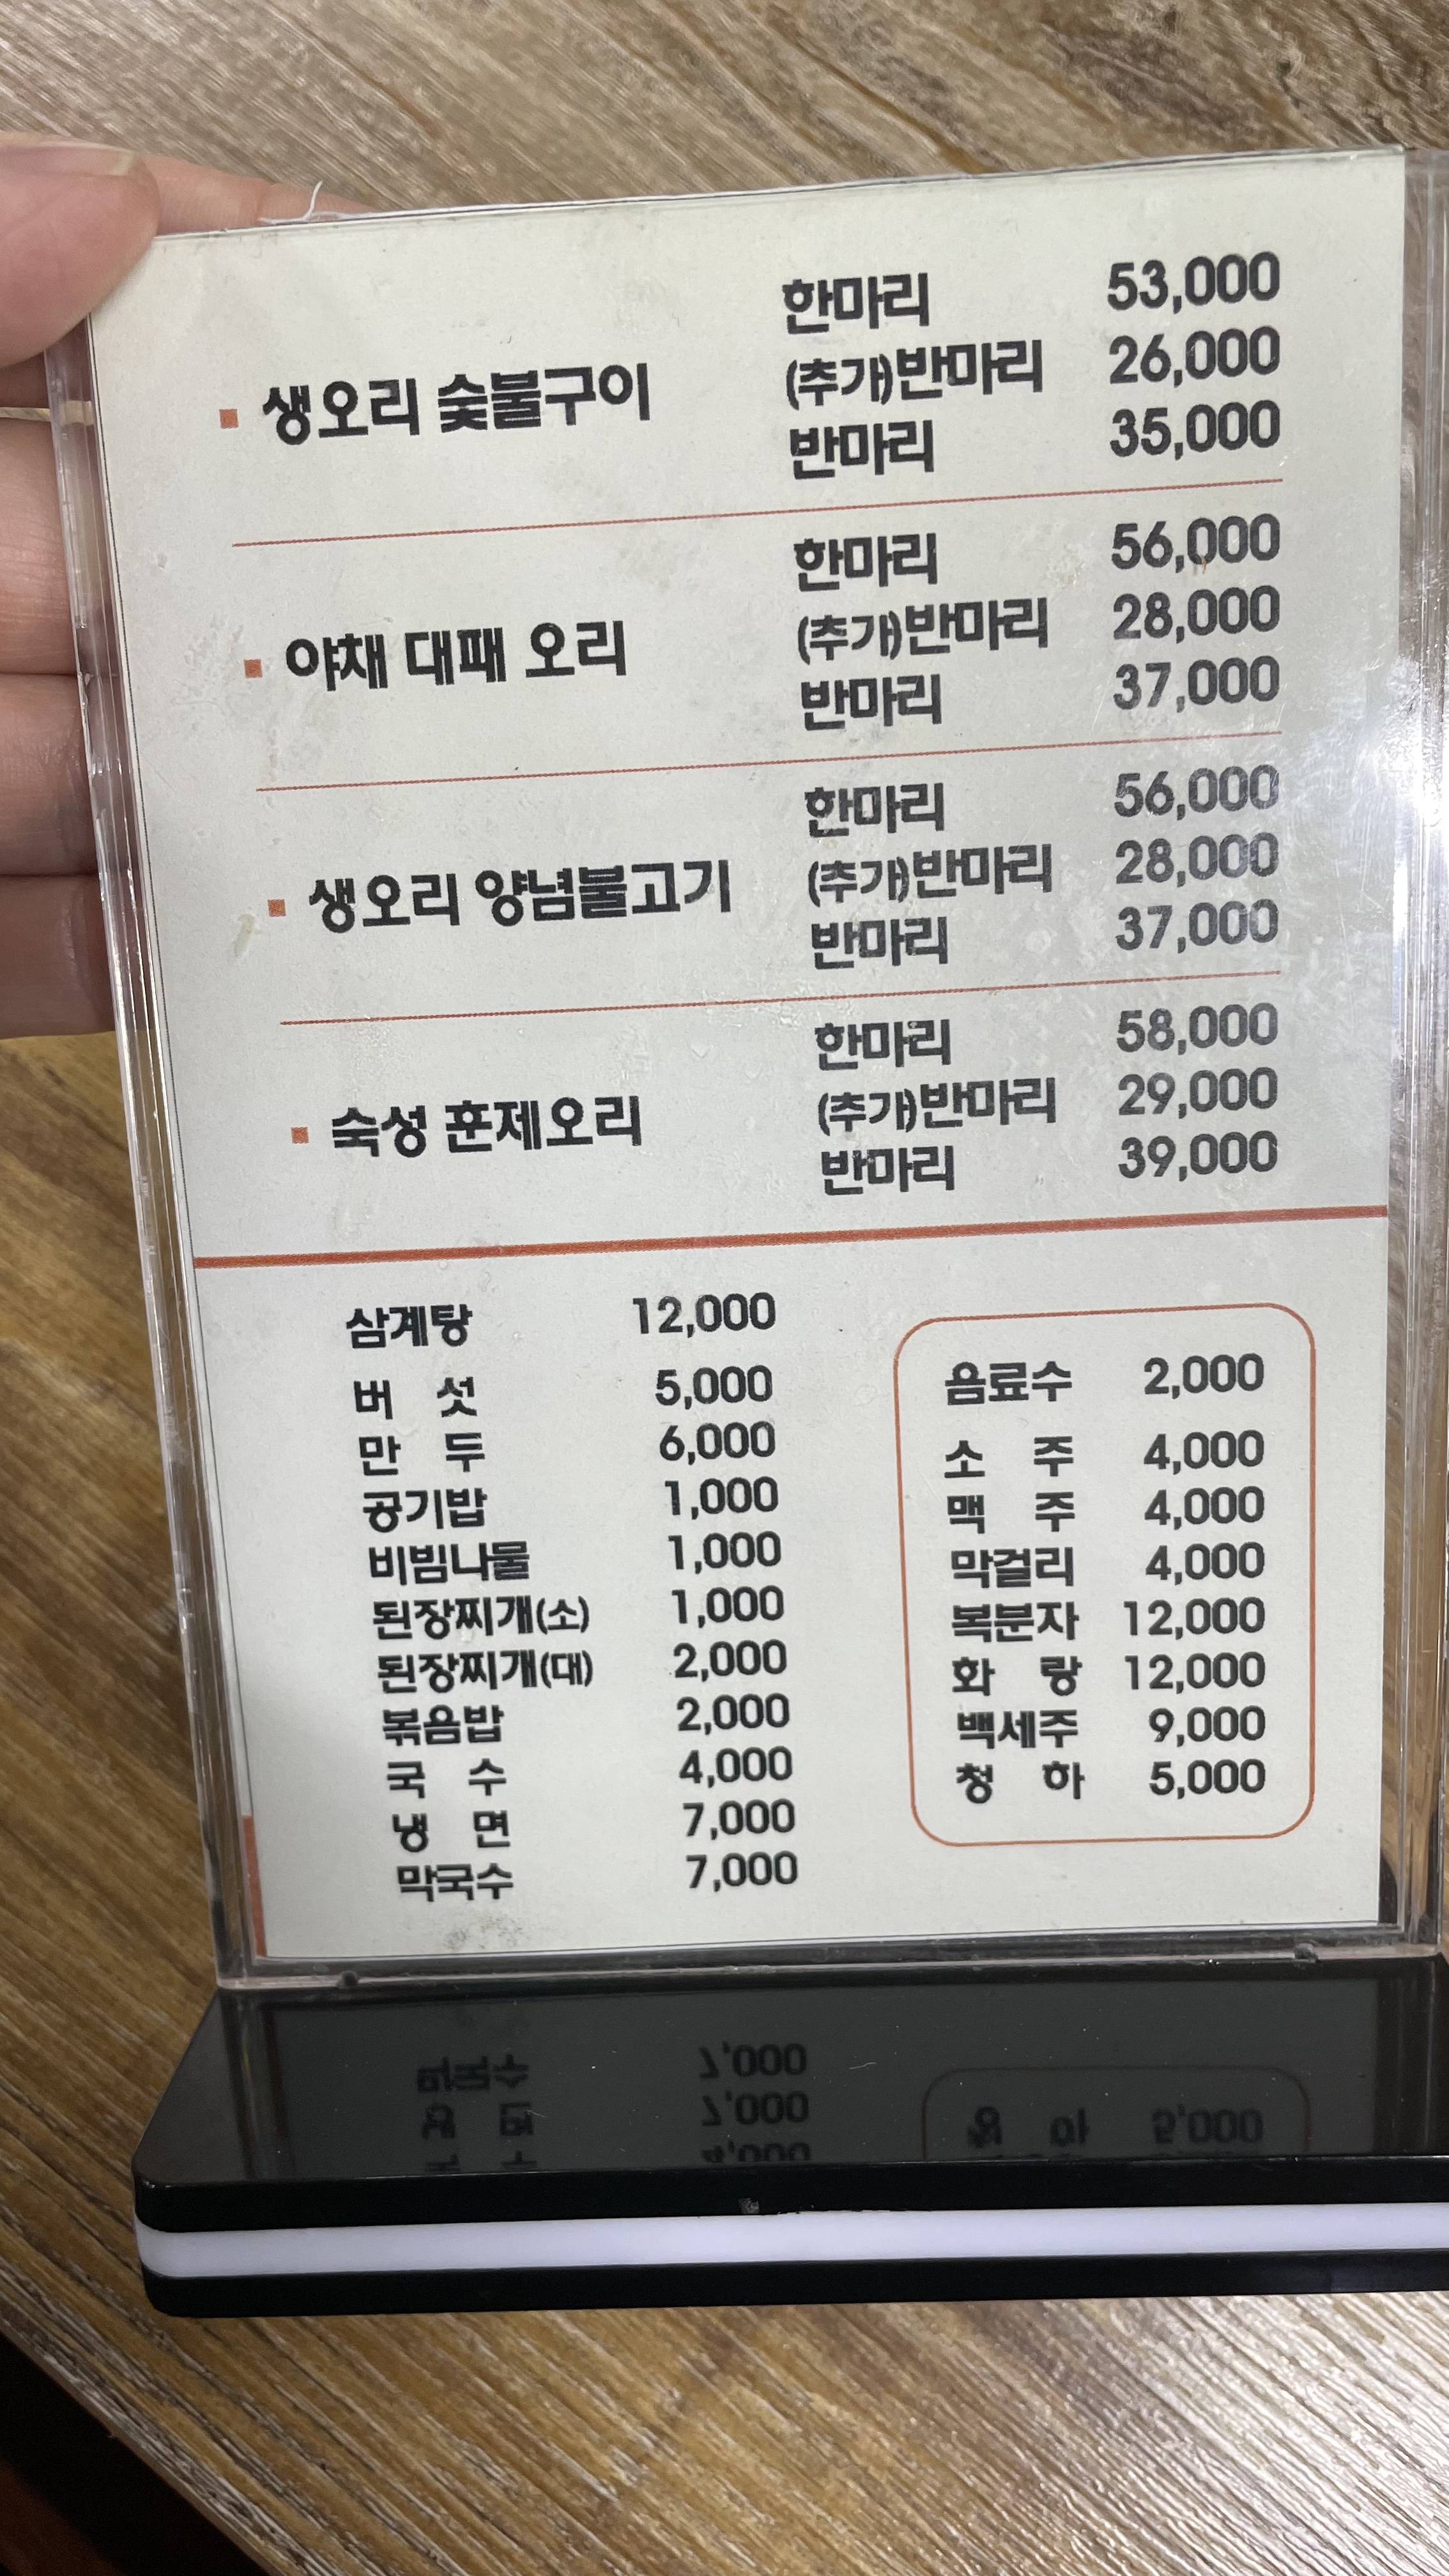 생오리 숯불구이
한마리 53,000
(추가)반마리 26,000
반마리 35,000
야채 대패 오리
한마리 56,000
(추가)반마리 28,000
반마리 37,000
생오리 양념불고기
한마리 56,000
(추가)반마리 28,000
반마리 37,000
숙성 훈제오리
한마리 58,000
(추가)반마리 29,000
반마리 39,000
삼계탕 12,000
버 섯 5,000
만 두 6,000
공기밥 1,000
비빔나물 1,000
된장찌개(소) 1,000
된장찌개(대) 2,000
볶음밥 2,000
국 수 4,000
냉 면 7,000
막국수 7,000
음료수 2,000
소 주 4,000
맥 주 4,000
막걸리 4,000
복분자 12,000
화 랑 12,000
백세주 9,000
청 하 5,000